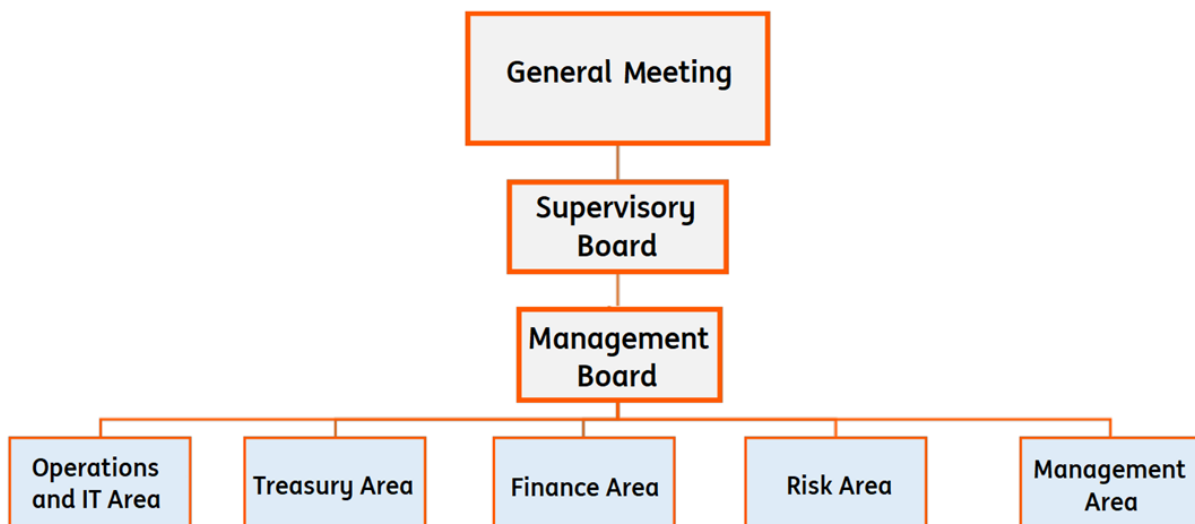 General Meeting
Supervisory
Board
Management
Board
Operations
and IT Area
Treasury Area
Finance Area
Risk Area
Management
Area